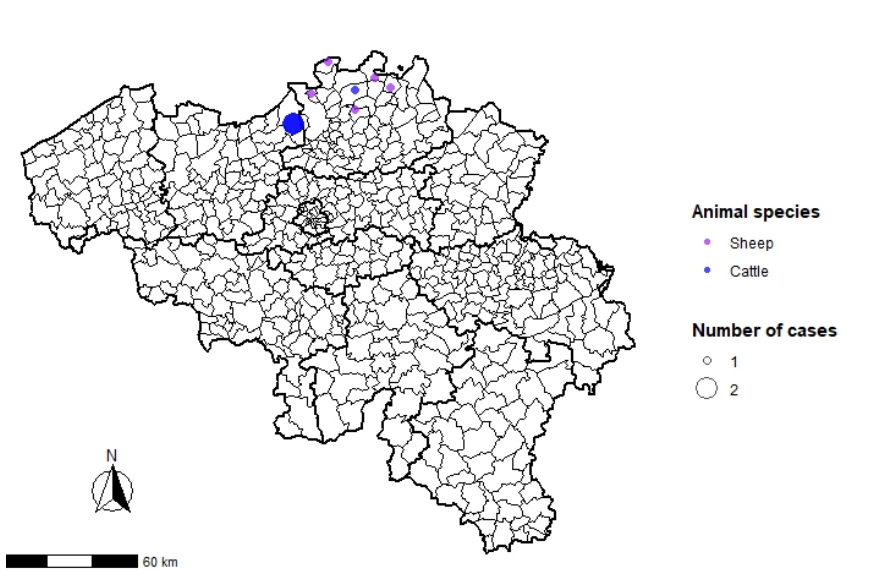 Animal species
Sheep
Cattle
Number of cases
1
2
N
60 km